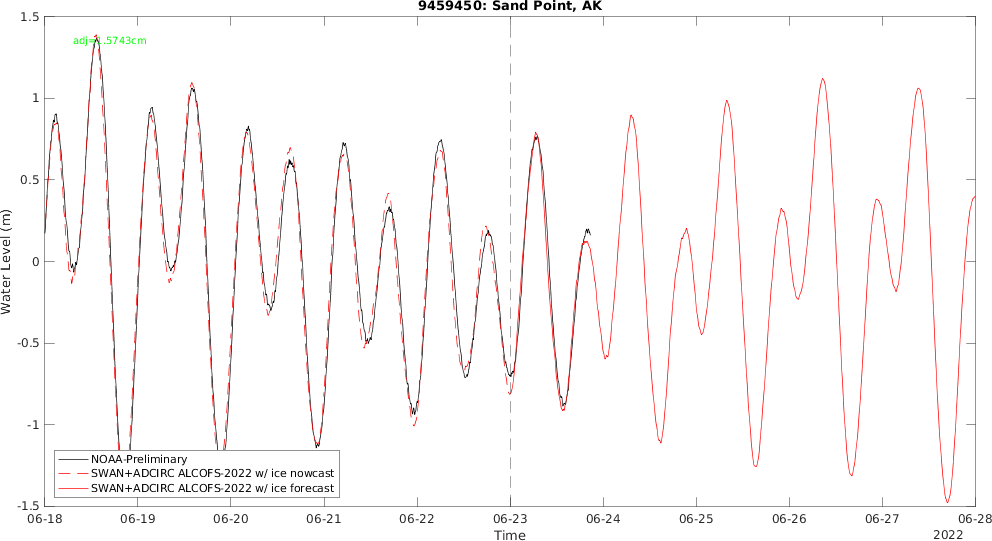 9459450: Sand Point, AK
1.5
adj=1.5743cm
1
0.5
0
-0.5
-1
-1.5
Water Level (m)
NOAA-Preliminary
SWAN+ADCIRC ALCOFS-2022 w/ ice nowcast
SWAN+ADCIRC ALCOFS-2022 w/ ice forecast
06-18 06-19 06-20 06-21 06-22 06-23 06-24 06-25 06-26 06-27 06-28
Time
2022